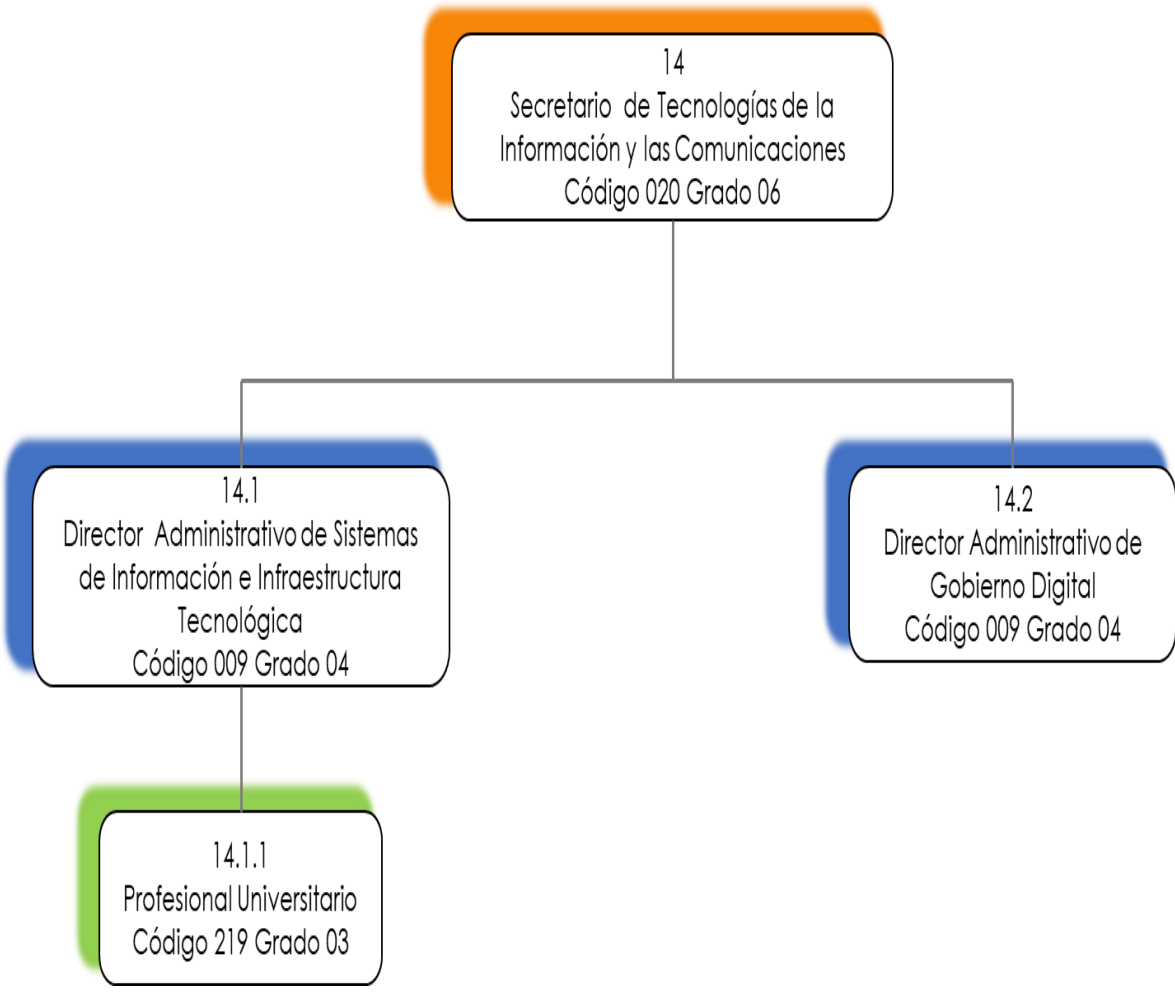 14
Secretario de Tecnologías de la
Información y las Comunicaciones
Código 020 Grado 06
14.1
Director Administrativo de Sistemas
de Información e Infraestructura
Tecnológica
Código 009 Grado 04
14.2
Director Administrativo de
Gobierno Digital
Código 009 Grado 04
14.1.1
Profesional Universitario
Código 219 Grado 03